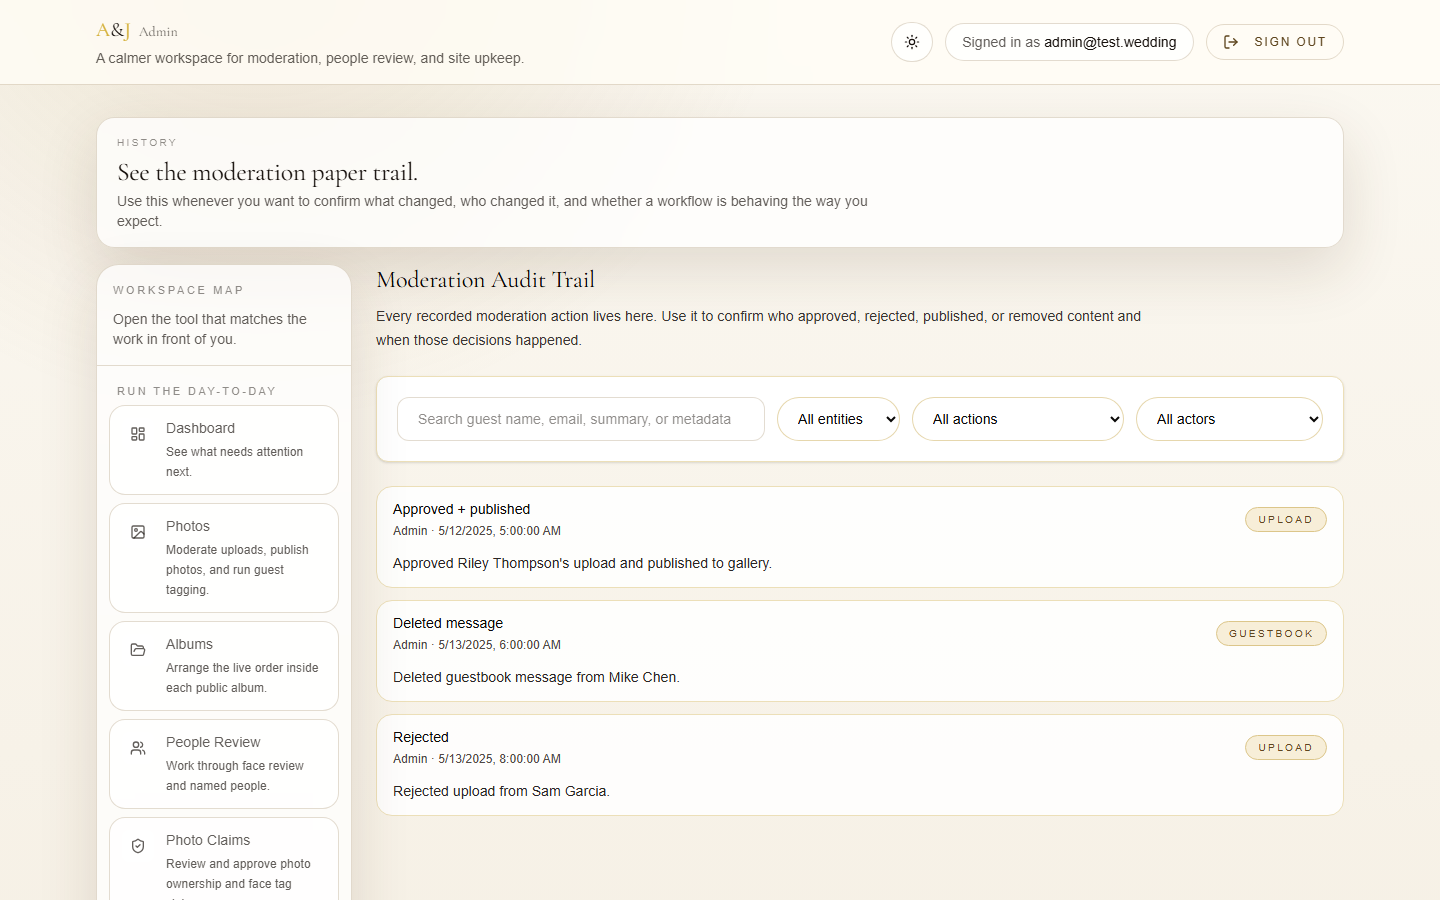 A&J Admin
A calmer workspace for moderation, people review, and site upkeep.
Signed in as admin@test.wedding
SIGN OUT
HISTORY
See the moderation paper trail.
Use this whenever you want to confirm what changed, who changed it, and whether a workflow is behaving the way you
expect.
WORKSPACE MAP
Open the tool that matches the
work in front of you.
RUN THE DAY-TO-DAY
Dashboard
See what needs attention
next.
Photos
Moderate uploads, publish
photos, and run guest
tagging.
Albums
Arrange the live order inside
each public album.
People Review
Work through face review
and named people.
Photo Claims
Review and approve photo
ownership and face tag
Moderation Audit Trail
Every recorded moderation action lives here. Use it to confirm who approved, rejected, published, or removed content and
when those decisions happened.
Search guest name, email, summary, or metadata
All entities
All actions
All actors
Approved + published
Admin · 5/12/2025, 5:00:00 AM
UPLOAD
Approved Riley Thompson's upload and published to gallery.
Deleted message
Admin · 5/13/2025, 6:00:00 AM
GUESTBOOK
Deleted guestbook message from Mike Chen.
Rejected
Admin · 5/13/2025, 8:00:00 AM
UPLOAD
Rejected upload from Sam Garcia.